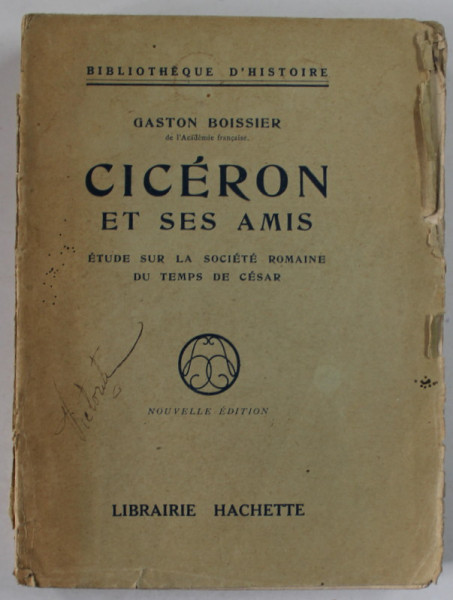 BIBLIOTHÈQUE D'HISTOIRE
GASTON BOISSIER
de l'Académie française.
CICÉRON
ET SES AMIS
ÉTUDE SUR LA SOCIÉTÉ ROMAINE
DU TEMPS DE CÉSAR
NOUVELLE ÉDITION
LIBRAIRIE HACHETTE